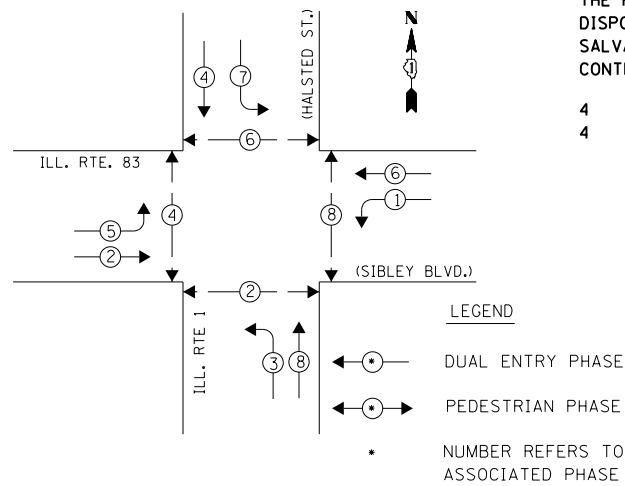 THE
DISPO
SALVA
CONTI
4
4
N
1
(HALSTED ST.)
4
7
6
ILL. RTE. 83
6
1
5
2
4
8
(SIBLEY BLVD.)
2
ILL. RTE 1
3
8
LEGEND
* DUAL ENTRY PHASE
* PEDESTRIAN PHASE
* NUMBER REFERS TO
ASSOCIATED PHASE